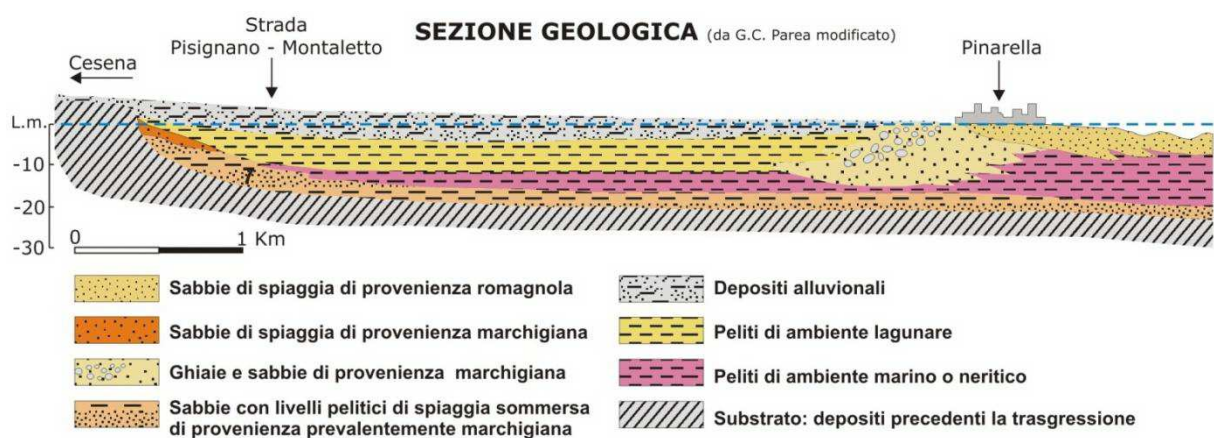 SEZIONE GEOLOGICA (da G.C. Parea modificato)
Strada
Pisignano - Montaletto
Cesena
Pinarella
L.m.
-10
-20
-30
0 1 Km
Sabbie di spiaggia di provenienza romagnola
Sabbie di spiaggia di provenienza marchigiana
Ghiaie e sabbie di provenienza marchigiana
Sabbie con livelli pelitici di spiaggia sommersa
di provenienza prevalentemente marchigiana
Depositi alluvionali
Peliti di ambiente lagunare
Peliti di ambiente marino o neritico
Substrato: depositi precedenti la trasgressione